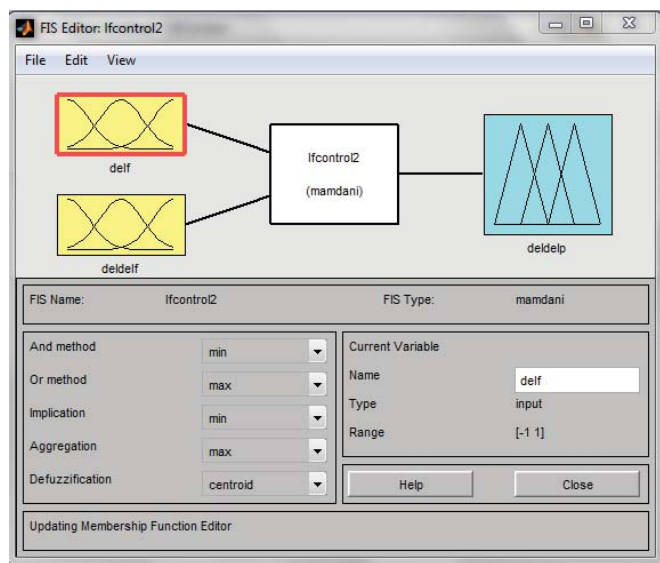 FIS Editor: lfcontrol2
File Edit View
delf
deldelf
lfcontrol2
(mamdani)
deldelp
FIS Name: lfcontrol2 FIS Type: mamdani
And method min
Or method max
Implication min
Aggregation max
Defuzzification centroid
Current Variable
Name delf
Type input
Range [-1 1]
Help Close
Updating Membership Function Editor